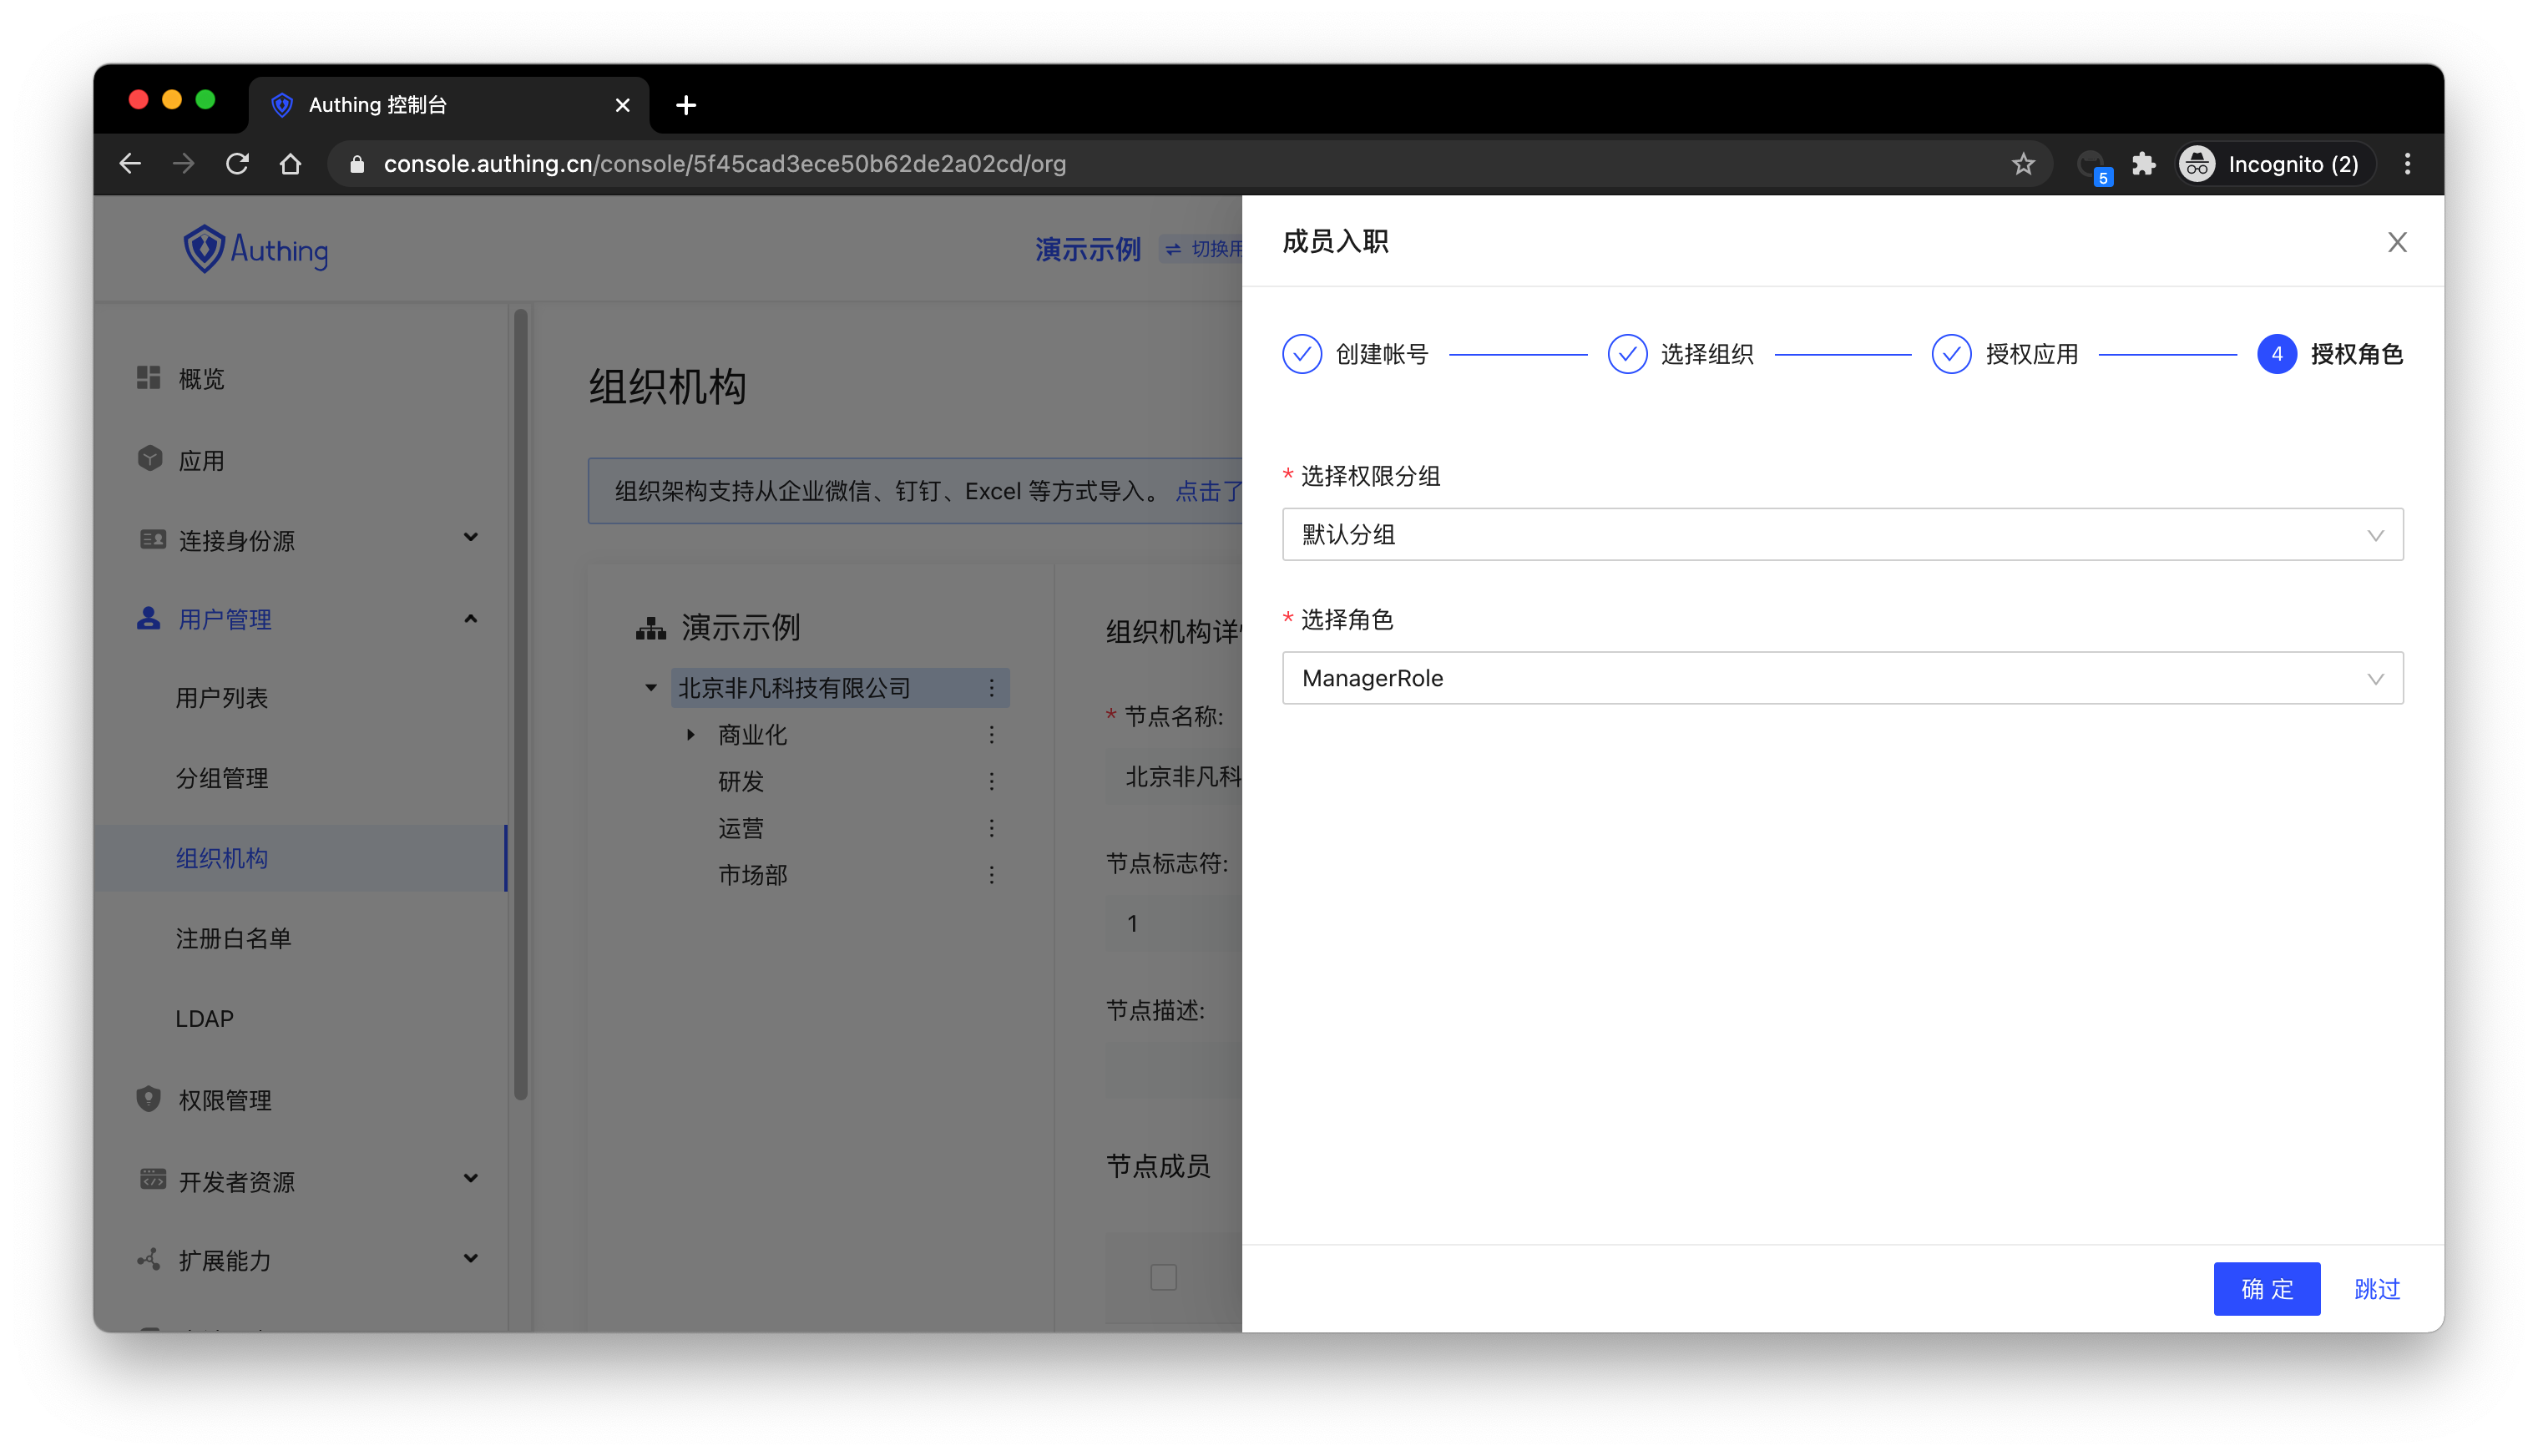 Authing 控制台
console.authing.cn/console/5f45cad3ece50b62de2a02cd/org
5
Incognito (2)
Authing
演示示例
切换用
概览
应用
连接身份源
用户管理
用户列表
分组管理
组织机构
注册白名单
LDAP
权限管理
开发者资源
扩展能力
组织机构
组织架构支持从企业微信、钉钉、Excel 等方式导入。 点击了
演示示例
北京非凡科技有限公司
商业化
研发
运营
市场部
组织机构详
* 节点名称:
北京非凡科
节点标志符:
1
节点描述:
节点成员
成员入职
创建帐号
选择组织
授权应用
4 授权角色
* 选择权限分组
默认分组
* 选择角色
ManagerRole
确 定
跳过